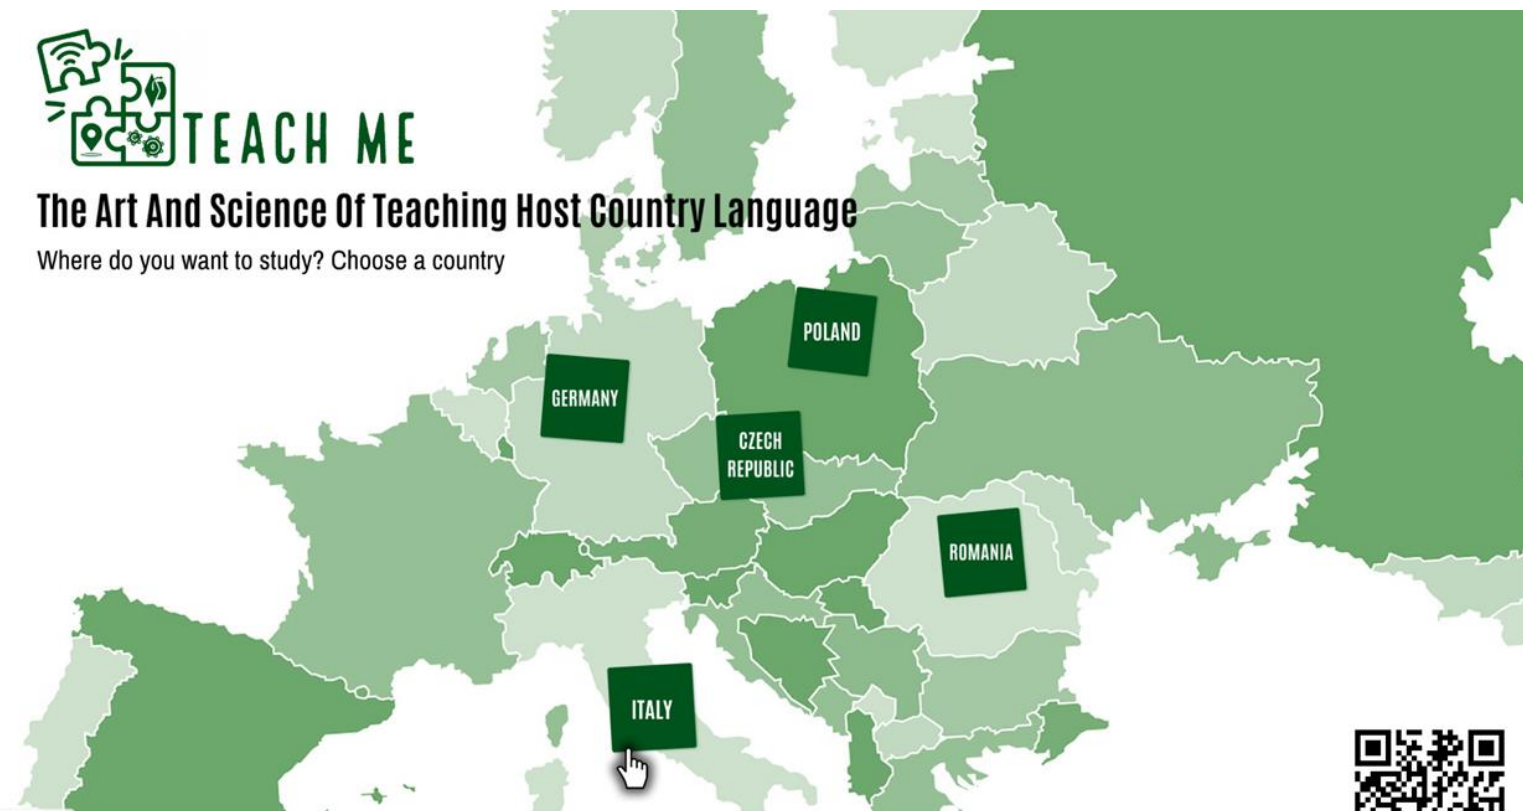 TEACH ME
The Art And Science Of Teaching Host Country Language
Where do you want to study? Choose a country
POLAND
GERMANY
CZECH
REPUBLIC
ROMANIA
ITALY